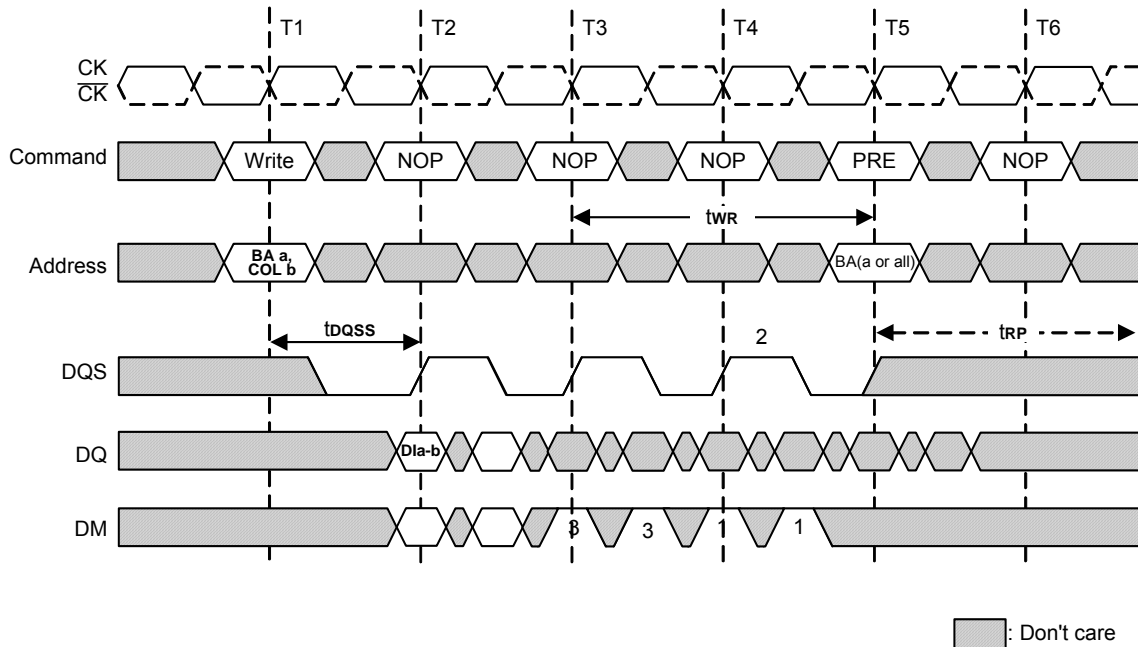 T1 T2 T3 T4 T5 T6
CK
CK
Command Write NOP NOP NOP PRE NOP
tWR
Address BA a, COL b BA(a or all)
tDQSS tRP
2
DQS
DQ DIa-b
DM 3 3 1 1
: Don't care